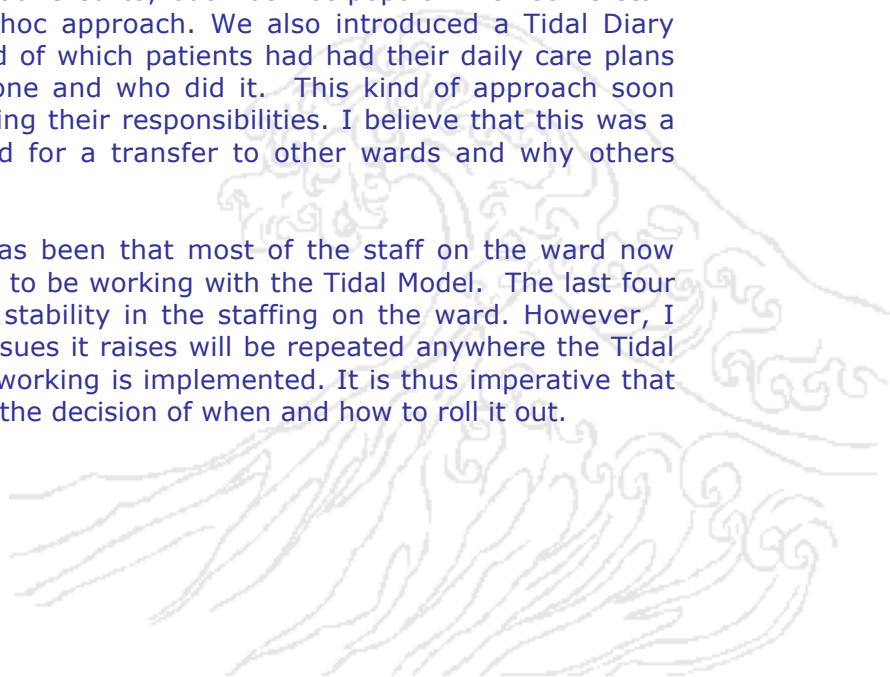 hoc approach. We also introduced a Tidal Diary
of which patients had had their daily care plans
one and who did it. This kind of approach soon
ing their responsibilities. I believe that this was a
d for a transfer to other wards and why others
as been that most of the staff on the ward now
to be working with the Tidal Model. The last four
stability in the staffing on the ward. However, I
sues it raises will be repeated anywhere the Tidal
working is implemented. It is thus imperative that
the decision of when and how to roll it out.